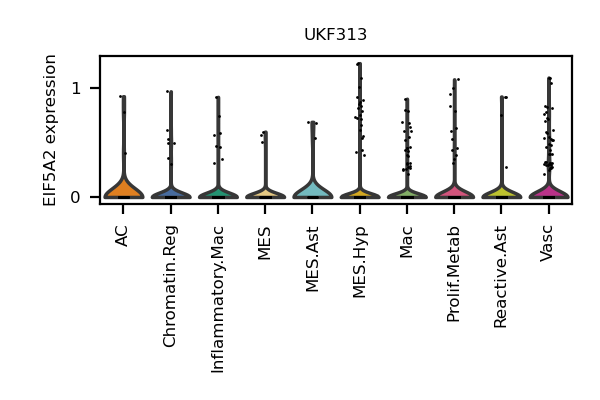 UKF313
EIF5A2 expression
1
0
AC
Chromatin.Reg
Inflammatory.Mac
MES
MES.Ast
MES.Hyp
Mac
Prolif.Metab
Reactive.Ast
Vasc